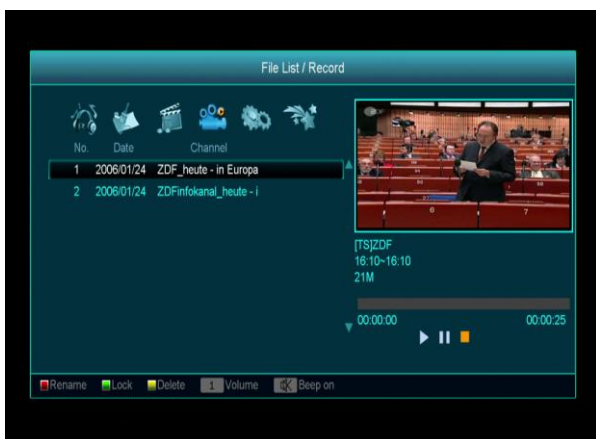 File List / Record
No. Date Channel
1 2006/01/24 ZDF_heute - in Europa
2 2006/01/24 ZDFinfokanal_heute - i
[TS]ZDF
16:10~16:10
21M
00:00:00 00:00:25
Rename Lock Delete 1 Volume Beep on